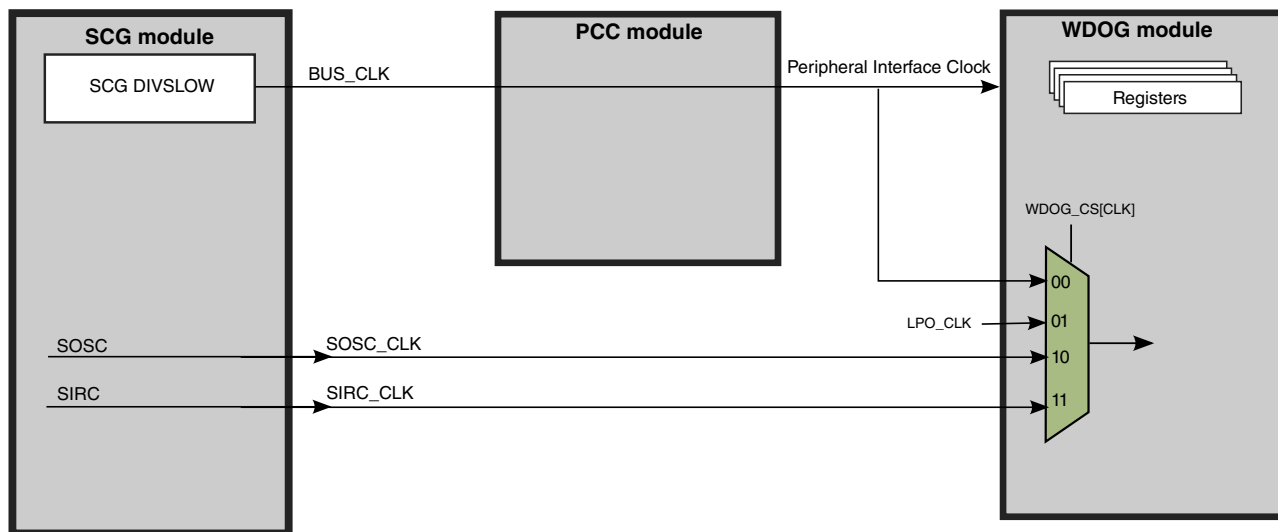 SCG module
PCC module
WDOG module
SCG DIVSLOW
BUS_CLK
Peripheral Interface Clock
Registers
WDOG_CS[CLK]
00
LPO_CLK
01
SOSC
SOSC_CLK
10
SIRC
SIRC_CLK
11